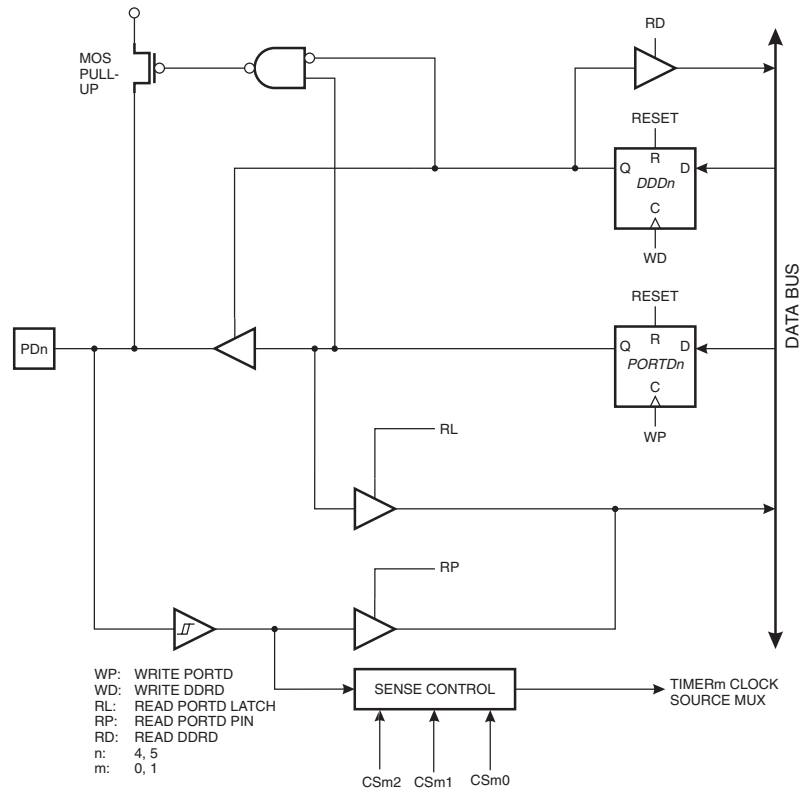 RD
MOS
PULL-
UP
RESET
R
Q
D
DDDn
C
WD
DATA BUS
RESET
R
PDn
Q
D
PORTDn
C
WP
RL
RP
WP: WRITE PORTD
WD: WRITE DDRD
RL: READ PORTD LATCH
RP: READ PORTD PIN
RD: READ DDRD
n: 4, 5
m: 0, 1
SENSE CONTROL
TIMERm CLOCK
SOURCE MUX
CSm2 CSm1 CSm0